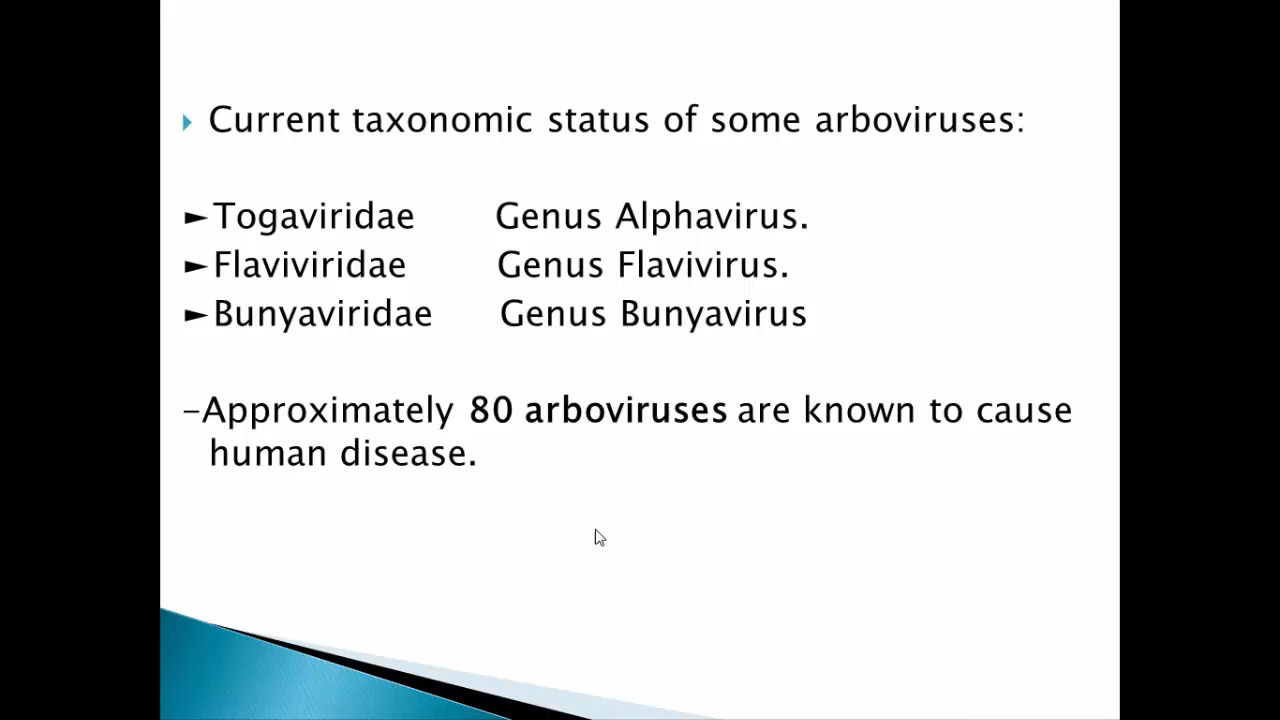 Current taxonomic status of some arboviruses:
►Togaviridae Genus Alphavirus.
►Flaviviridae Genus Flavivirus.
►Bunyaviridae Genus Bunyavirus
-Approximately 80 arboviruses are known to cause
human disease.